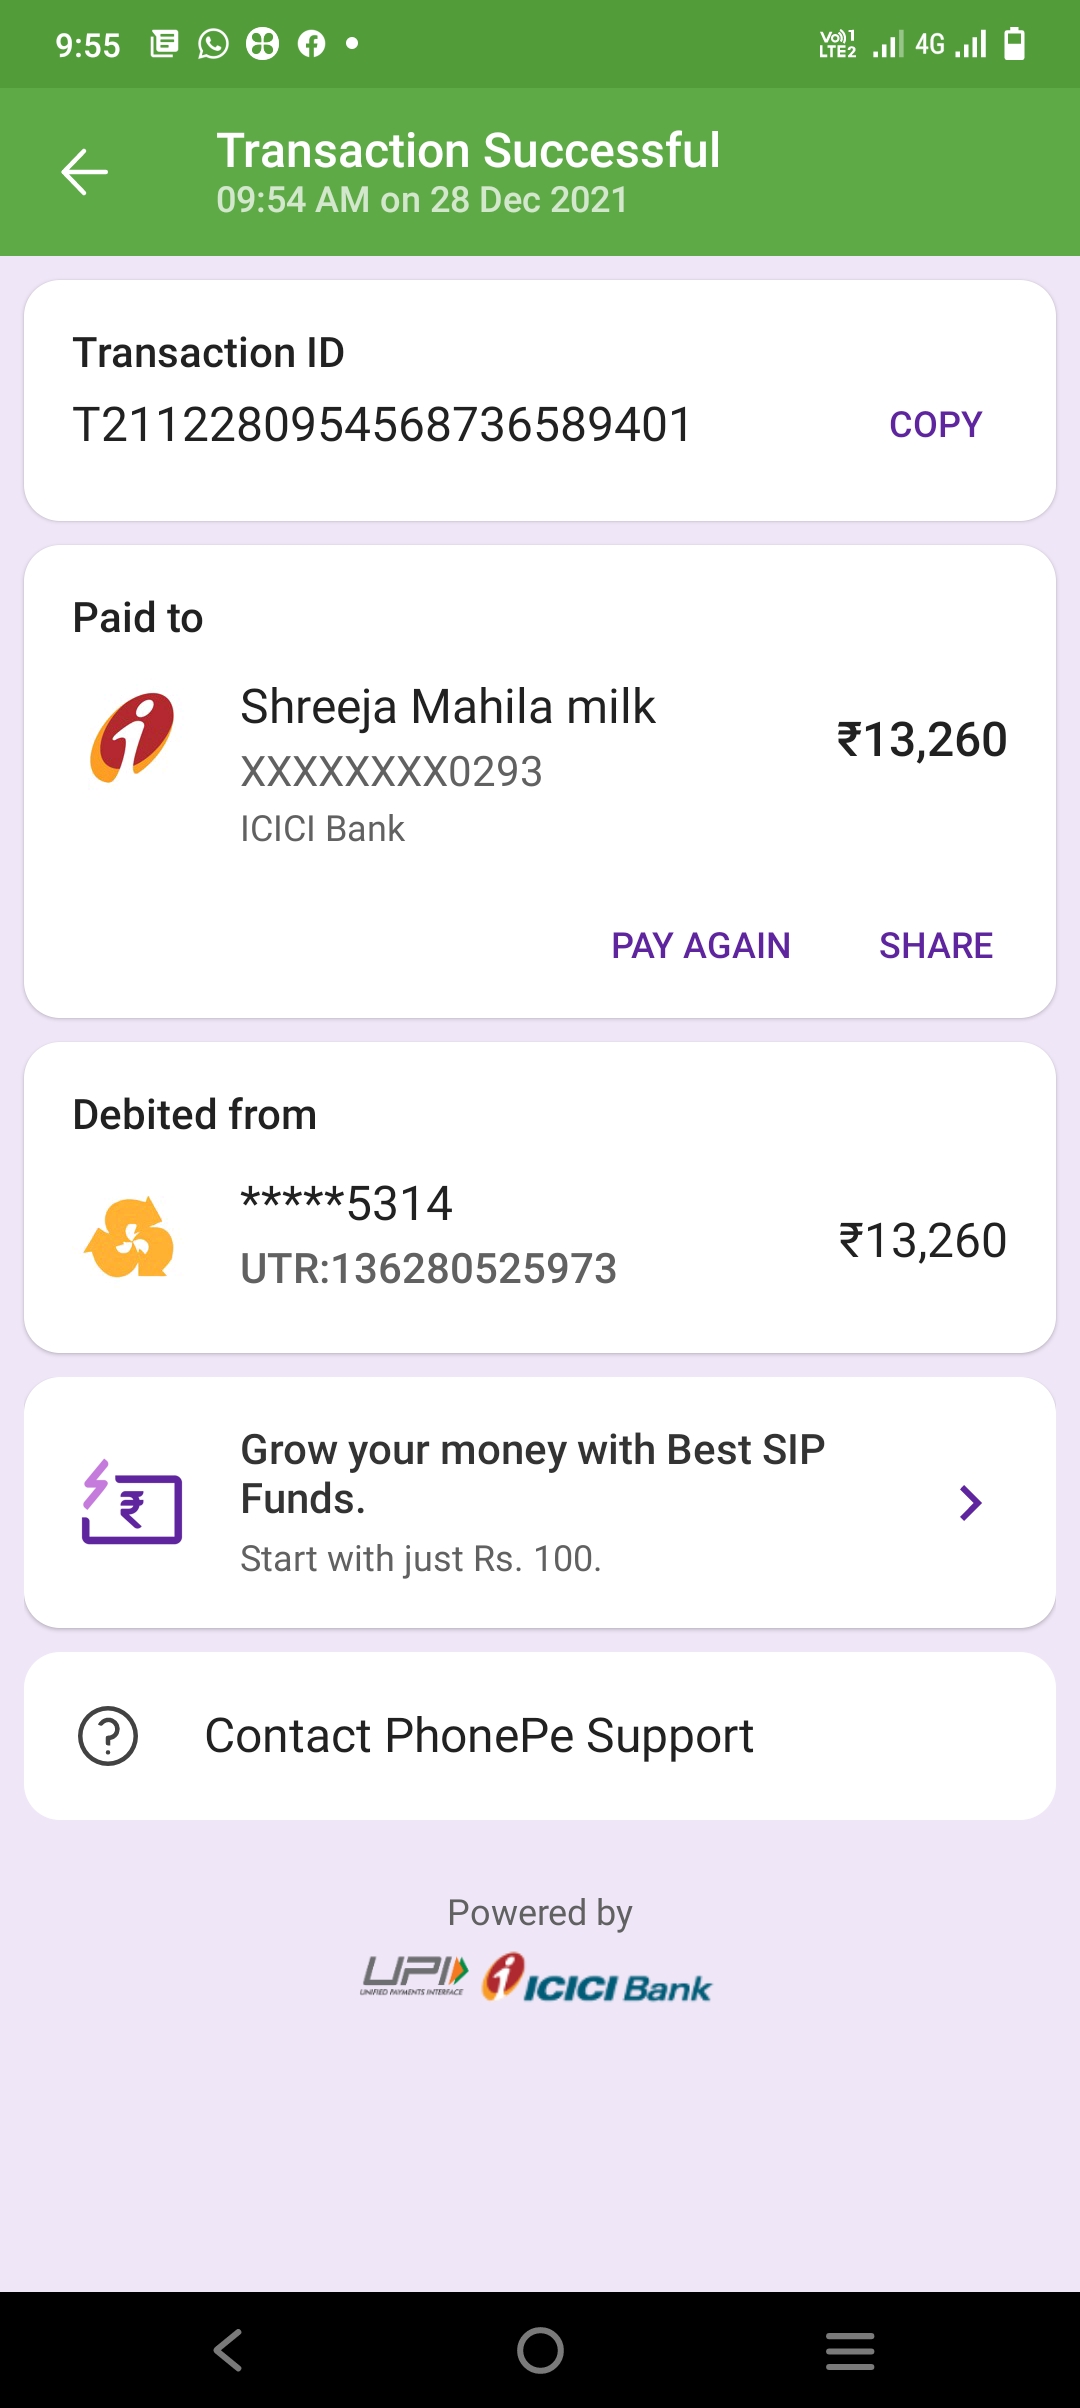 9:55
Vo)) 1
LTE2
4G
Transaction Successful
09:54 AM on 28 Dec 2021
Transaction ID
T2112280954568736589401
COPY
Paid to
Shreeja Mahila milk
₹13,260
XXXXXXXX0293
ICICI Bank
PAY AGAIN
SHARE
Debited from
*****5314
₹13,260
UTR:136280525973
Grow your money with Best SIP
Funds.
Start with just Rs. 100.
Contact PhonePe Support
Powered by
UPI
UNIFIED PAYMENTS INTERFACE
ICICI Bank